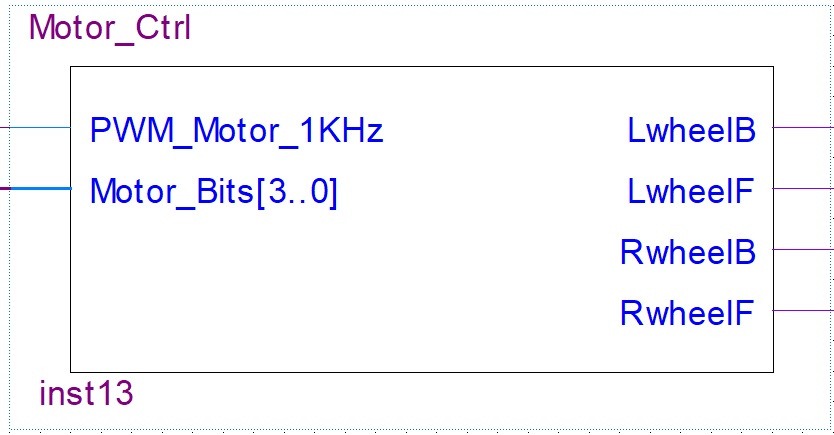 Motor_Ctrl
PWM_Motor_1KHz
LwheelB
Motor_Bits[3..0]
LwheelF
RwheelB
RwheelF
inst13